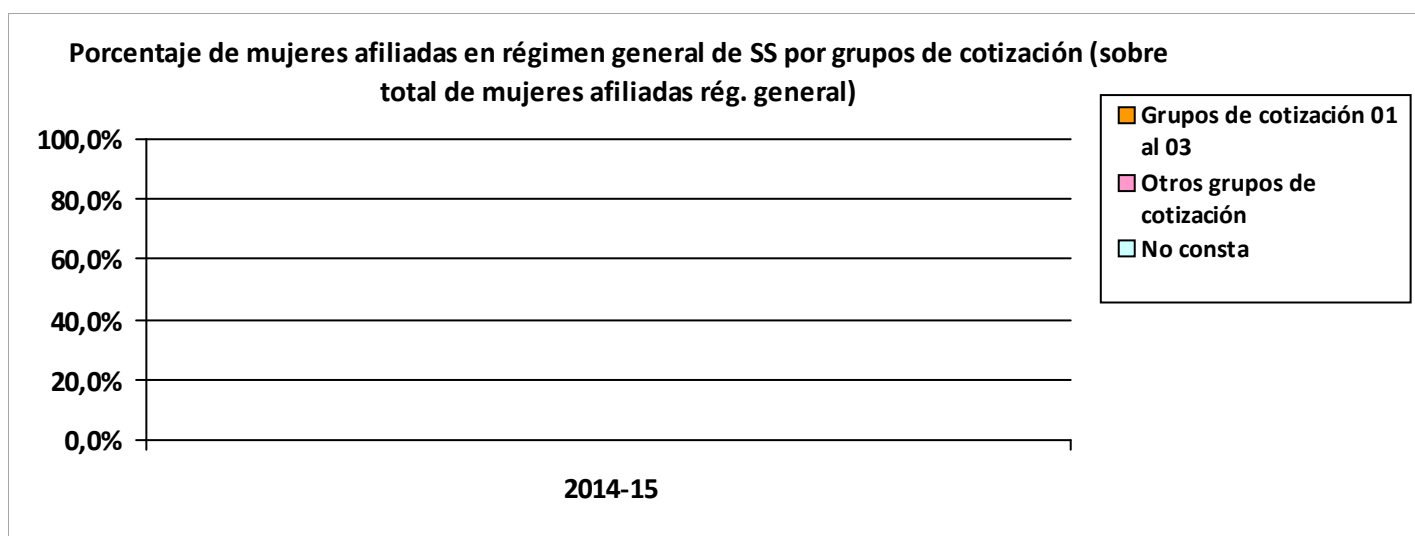 Porcentaje de mujeres afiliadas en régimen general de SS por grupos de cotización (sobre
total de mujeres afiliadas rég. general)
100,0%
80,0%
60,0%
40,0%
20,0%
0,0%
2014-15
Grupos de cotización 01
al 03
Otros grupos de
cotización
No consta